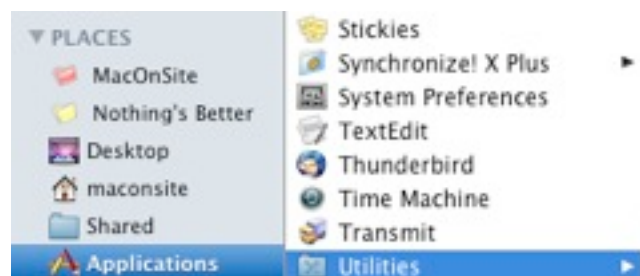 PLACES
MacOnSite
Nothing's Better
Desktop
maconsite
Shared
Applications
Stickies
Synchronize! X Plus
System Preferences
TextEdit
Thunderbird
Time Machine
Transmit
Utilities